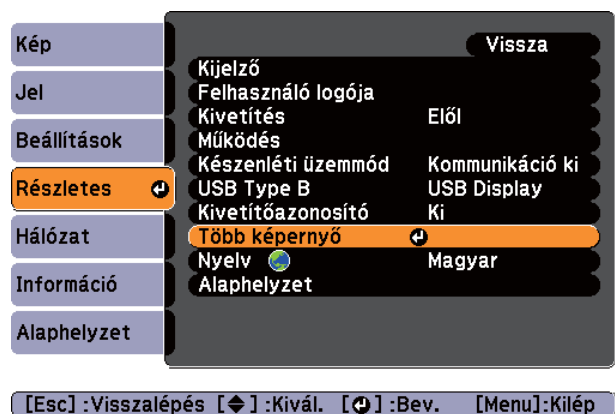 Kép
Jel
Beállítások
Részletes
Hálózat
Információ
Alaphelyzet
Vissza
Kijelző
Felhasználó logója
Kivetítés Elől
Működés
Készenléti üzemmód Kommunikáció ki
USB Type B USB Display
Kivetítőazonosító Ki
Több képernyő
Nyelv Magyar
Alaphelyzet
[Esc] :Visszalépés [◆] :Kivál. [↵] :Bev. [Menu]:Kilép